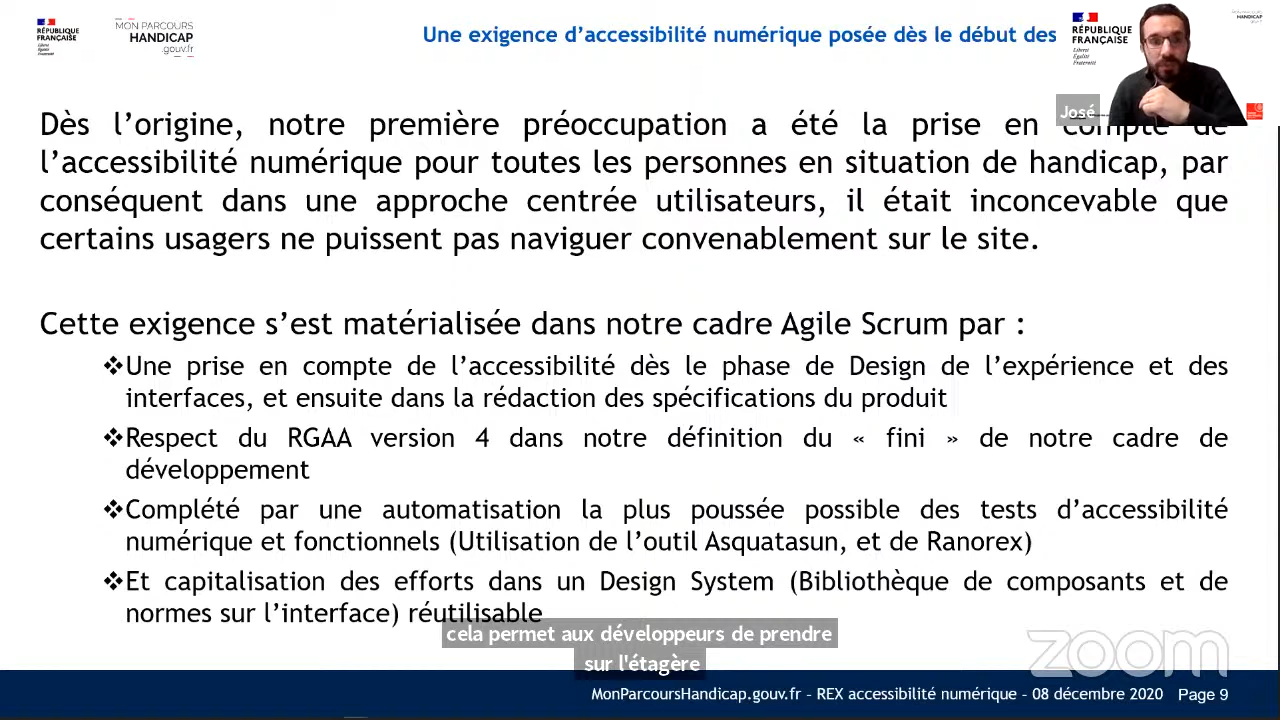 RÉPUBLIQUE
FRANÇAISE
Liberté
Égalité
Fraternité
MON PARCOURS
HANDICAP
.gouv.fr
Une exigence d’accessibilité numérique posée dès le début des
RÉPUBLIQUE
FRANÇAISE
Liberté
Égalité
Fraternité
José
Dès l’origine, notre première préoccupation a été la prise en compte de
l’accessibilité numérique pour toutes les personnes en situation de handicap, par
conséquent dans une approche centrée utilisateurs, il était inconcevable que
certains usagers ne puissent pas naviguer convenablement sur le site.
Cette exigence s’est matérialisée dans notre cadre Agile Scrum par :
❖Une prise en compte de l’accessibilité dès le phase de Design de l’expérience et des
interfaces, et ensuite dans la rédaction des spécifications du produit
❖Respect du RGAA version 4 dans notre définition du « fini » de notre cadre de
développement
❖Complété par une automatisation la plus poussée possible des tests d’accessibilité
numérique et fonctionnels (Utilisation de l’outil Asquatasun, et de Ranorex)
❖Et capitalisation des efforts dans un Design System (Bibliothèque de composants et de
normes sur l’interface) réutilisable
cela permet aux développeurs de prendre
sur l'étagère
zoom
MonParcoursHandicap.gouv.fr - REX accessibilité numérique - 08 décembre 2020 Page 9